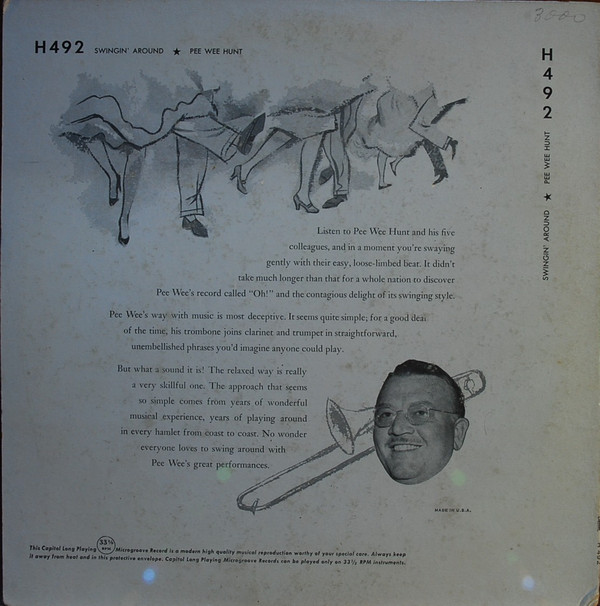 3000
H492 SWINGIN' AROUND ★ PEE WEE HUNT
H492 SWINGIN' AROUND ★ PEE WEE HUNT
Listen to Pee Wee Hunt and his five
colleagues, and in a moment you're swaying
gently with their easy, loose-limbed beat. It didn't
take much longer than that for a whole nation to discover
Pee Wee's record called "Oh!" and the contagious delight of its swinging style.
Pee Wee's way with music is most deceptive. It seems quite simple; for a good deal
of the time, his trombone joins clarinet and trumpet in straightforward,
unembellished phrases you'd imagine anyone could play.
But what a sound it is! The relaxed way is really
a very skillful one. The approach that seems
so simple comes from years of wonderful
musical experience, years of playing around
in every hamlet from coast to coast. No wonder
everyone loves to swing around with
Pee Wee's great performances.
MADE IN U.S.A.
This Capitol Long Playing 33⅓ RPM Microgroove Record is a modern high quality musical reproduction worthy of your special care. Always keep
it away from heat and in this protective envelope. Capitol Long Playing Microgroove Records can be played only on 33⅓ RPM instruments.